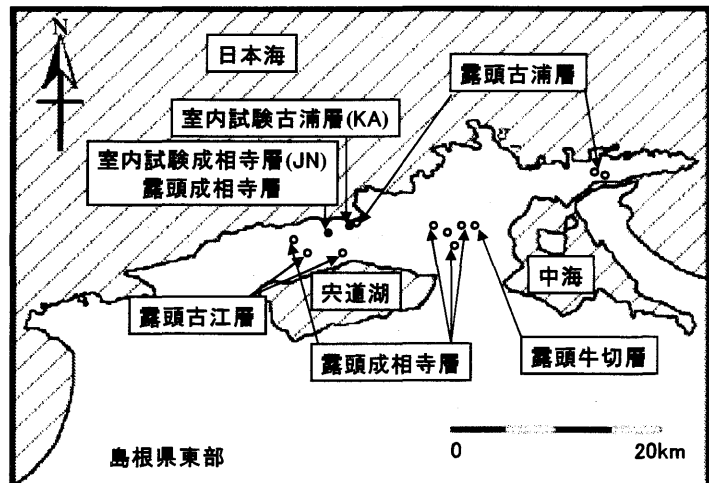 N
日本海
露頭古浦層
室内試験古浦層(KA)
室内試験成相寺層(JN)
露頭成相寺層
宍道湖
中海
露頭古江層
露頭成相寺層
露頭牛切層
島根県東部
0 20km